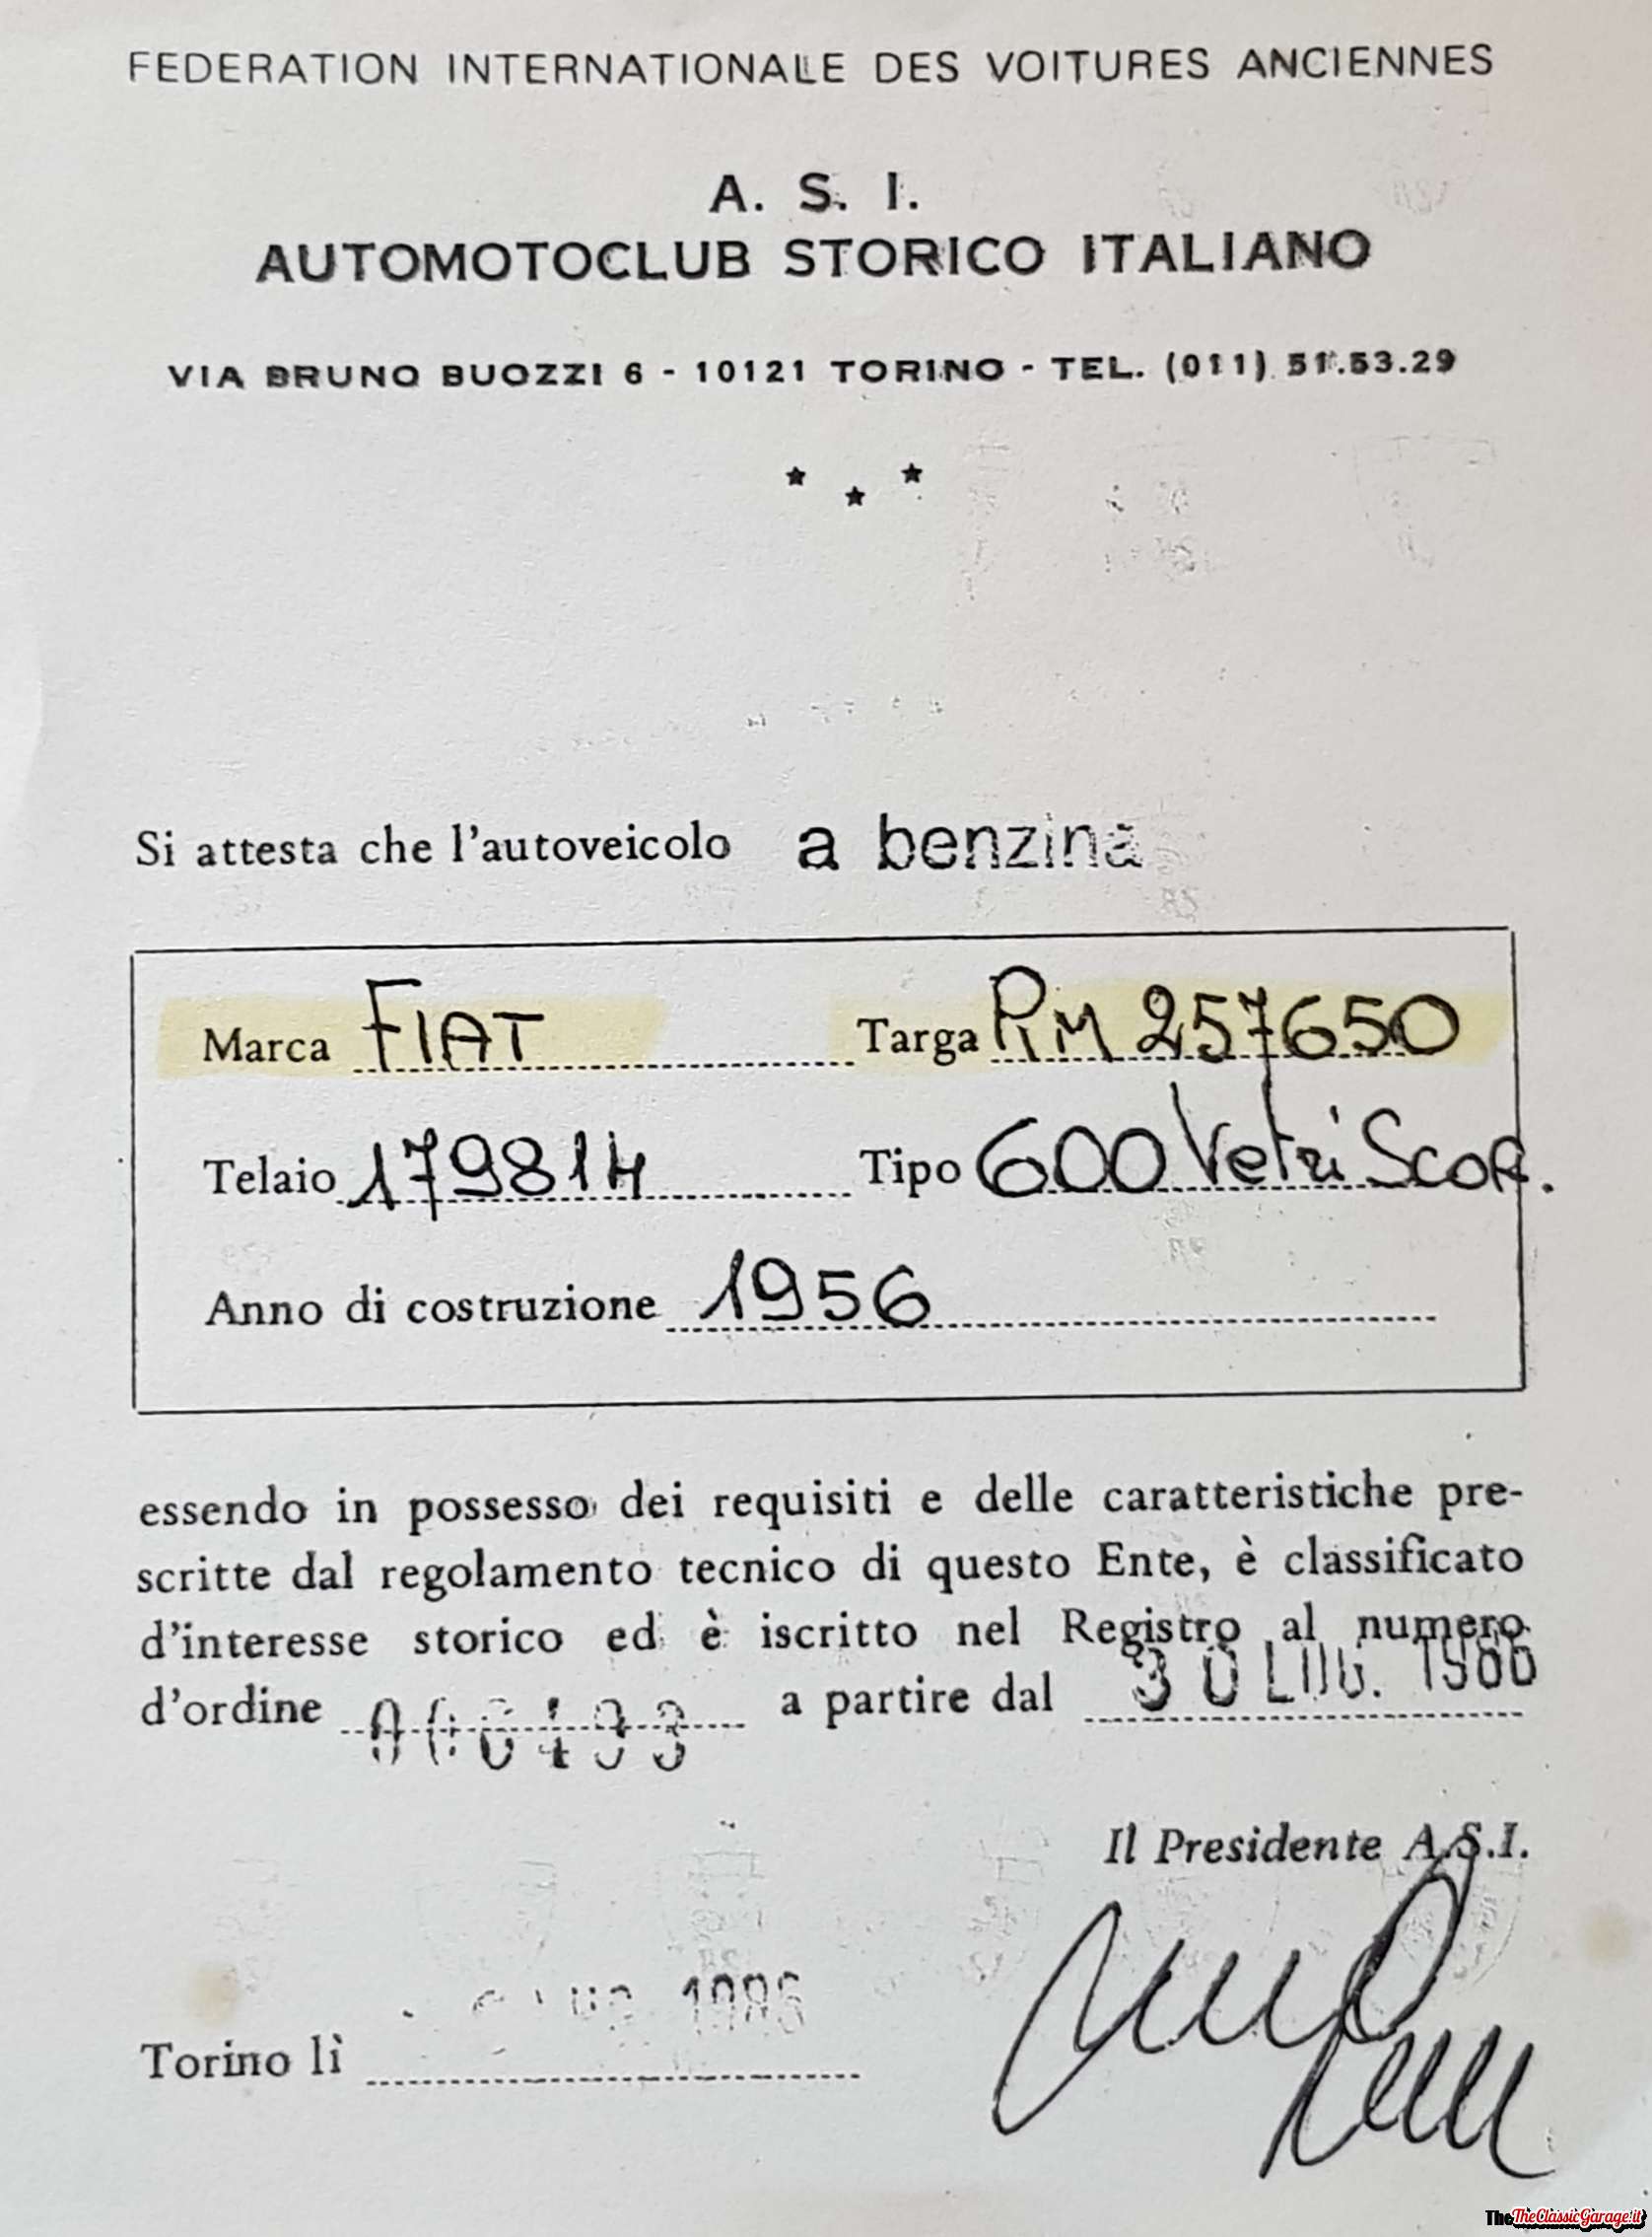 FEDERATION INTERNATIONALE DES VOITURES ANCIENNES
A. S. I.
AUTOMOTOCLUB STORICO ITALIANO
VIA BRUNO BUOZZI 6 - 10121 TORINO - TEL. (011) 51.53.29
Si attesta che l'autoveicolo a benzina
Marca FIAT Targa RM 257650
Telaio 179814 Tipo 600 Vetri Scor.
Anno di costruzione 1956
essendo in possesso dei requisiti e delle caratteristiche pre-
scritte dal regolamento tecnico di questo Ente, è classificato
d'interesse storico ed è iscritto nel Registro al numero
d'ordine a partire dal 30 LUG. 1986
Il Presidente A.S.I.
Torino lì 1986
TheClassicGarage.it